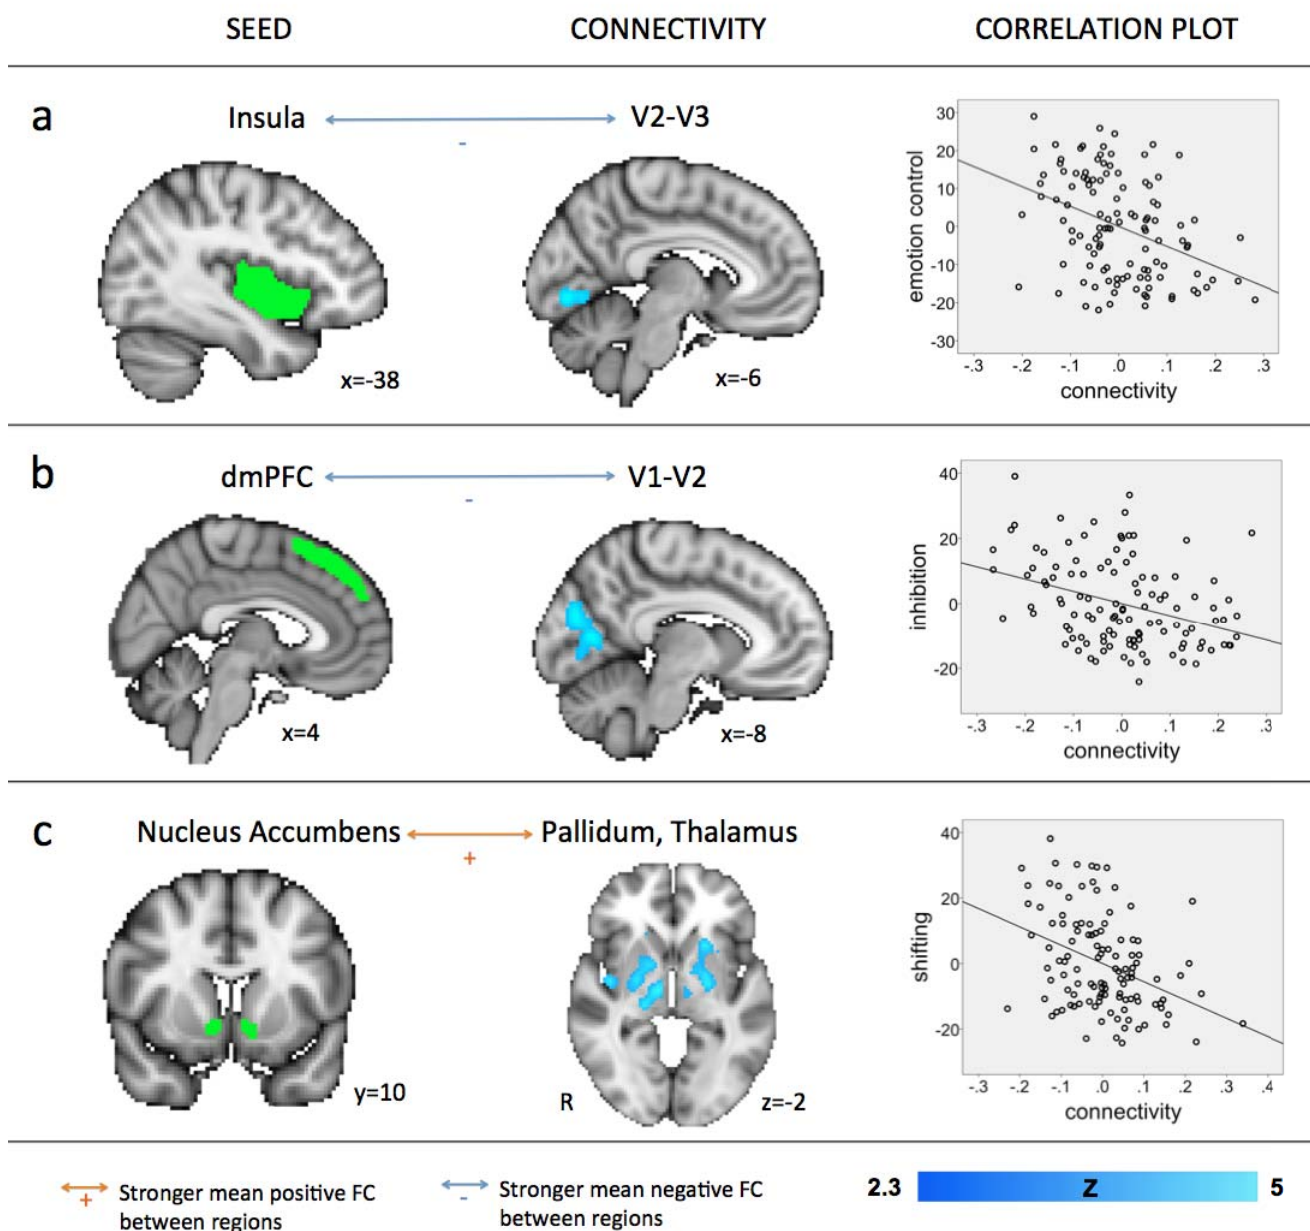 SEED CONNECTIVITY CORRELATION PLOT
a Insula V2-V3
-
x=-38 x=-6
30
20
10
0
-10
-20
-30
emotion control
-.3 -.2 -.1 .0 .1 .2 .3
connectivity
b dmPFC V1-V2
-
x=4 x=-8
40
20
0
-20
inhibition
-.3 -.2 -.1 .0 .1 .2 .3
connectivity
c Nucleus Accumbens Pallidum, Thalamus
+
y=10 R z=-2
40
20
0
-20
shifting
-.3 -.2 -.1 .0 .1 .2 .3 .4
connectivity
+ Stronger mean positive FC
between regions
- Stronger mean negative FC
between regions
2.3 Z 5